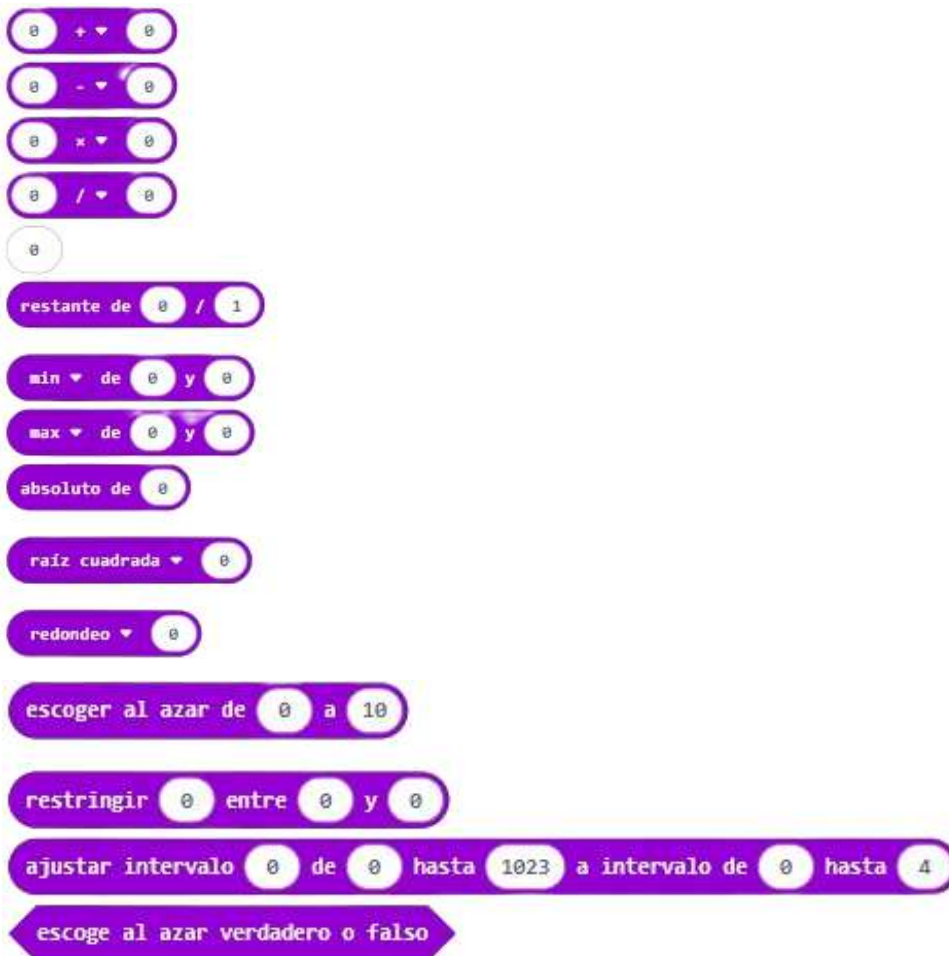 0 + 0
0 - 0
0 × 0
0 / 0
0
restante de 0 / 1
min de 0 y 0
max de 0 y 0
absoluto de 0
raíz cuadrada 0
redondeo 0
escoger al azar de 0 a 10
restringir 0 entre 0 y 0
ajustar intervalo 0 de 0 hasta 1023 a intervalo de 0 hasta 4
escoge al azar verdadero o falso